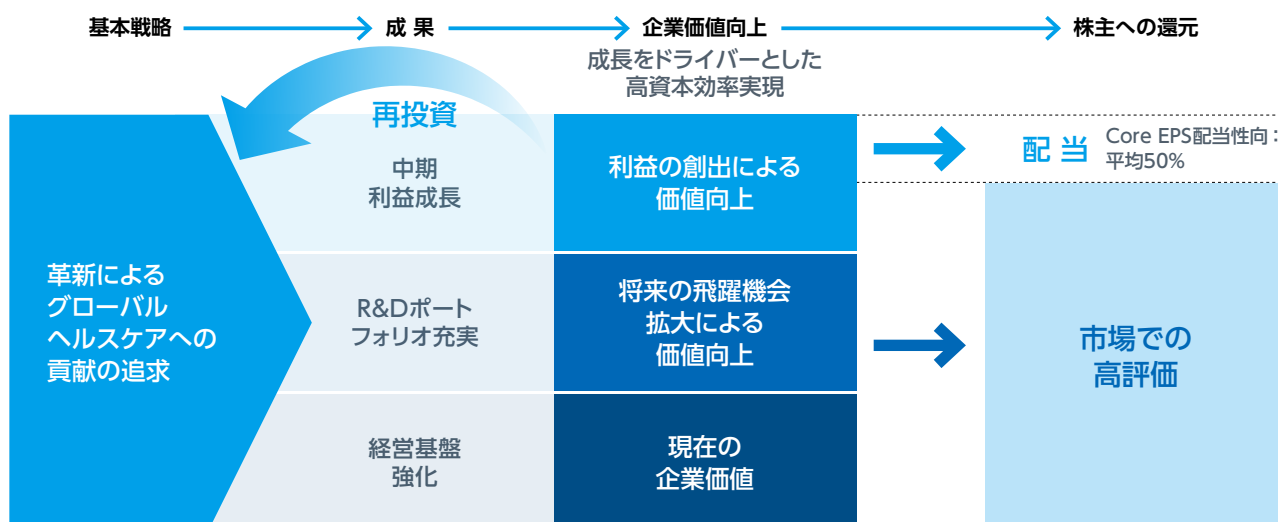 基本戦略
成 果
企業価値向上
株主への還元
成長をドライバーとした
高資本効率実現
再投資
中期
利益成長
利益の創出による
価値向上
配 当
Core EPS配当性向：
平均50%
革新による
グローバル
ヘルスケアへの
貢献の追求
R&Dポート
フォリオ充実
将来の飛躍機会
拡大による
価値向上
市場での
高評価
経営基盤
強化
現在の
企業価値